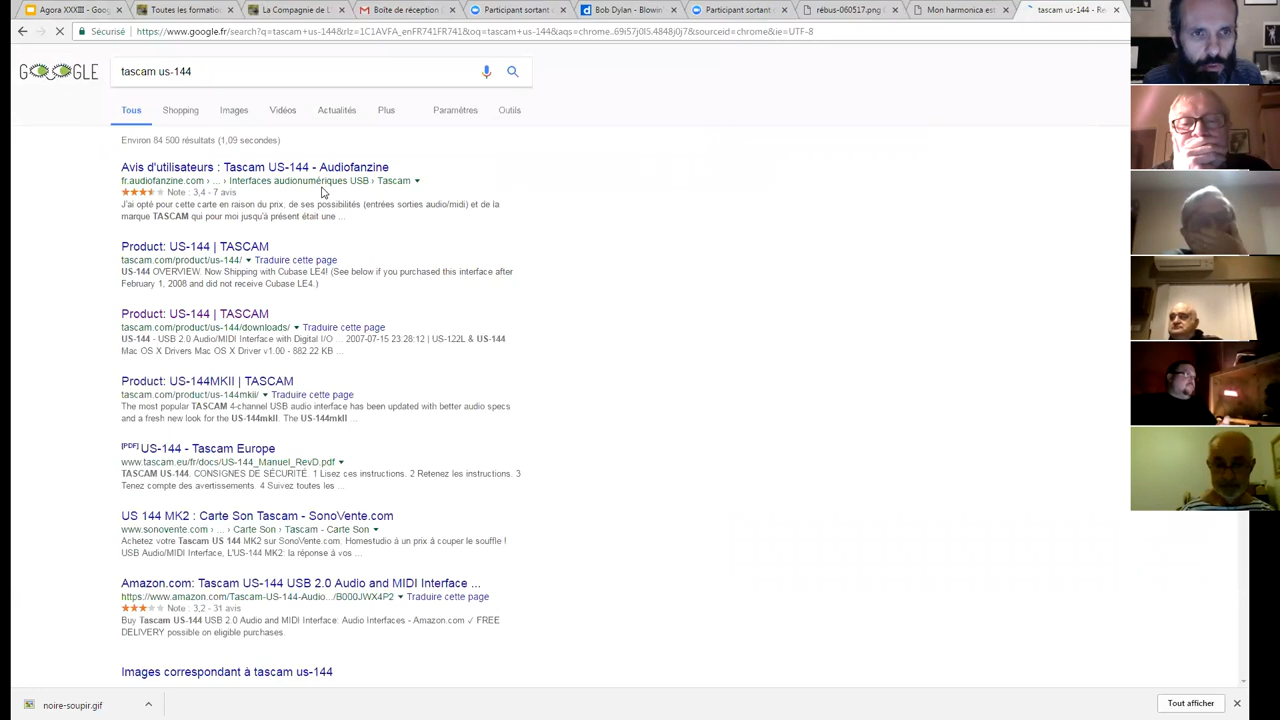 Agora XXXIII - Goog
Toutes les formation
La Compagnie de L'E
Boîte de réception (
Participant sortant d
Bob Dylan - Blowin'
Participant sortant d
rébus-060517.png (
Mon harmonica est
tascam us-144 - Re
Sécurisé
https://www.google.fr/search?q=tascam+us-144&rlz=1C1AVFA_enFR741FR741&oq=tascam+us-144&aqs=chrome..69i57j0l5.4848j0j7&sourceid=chrome&ie=UTF-8
GOOGLE
tascam us-144
Tous Shopping Images Vidéos Actualités Plus Paramètres Outils
Environ 84 500 résultats (1,09 secondes)
Avis d'utilisateurs : Tascam US-144 - Audiofanzine
fr.audiofanzine.com › ... › Interfaces audionumériques USB › Tascam
Note : 3,4 - 7 avis
J'ai opté pour cette carte en raison du prix, de ses possibilités (entrées sorties audio/midi) et de la
marque TASCAM qui pour moi jusqu'à présent était une ...
Product: US-144 | TASCAM
tascam.com/product/us-144/ Traduire cette page
US-144 OVERVIEW. Now Shipping with Cubase LE4! (See below if you purchased this interface after
February 1, 2008 and did not receive Cubase LE4.)
Product: US-144 | TASCAM
tascam.com/product/us-144/downloads/ Traduire cette page
US-144 - USB 2.0 Audio/MIDI Interface with Digital I/O ... 2007-07-15 23:28:12 | US-122L & US-144
Mac OS X Drivers Mac OS X Driver v1.00 - 882.22 KB ...
Product: US-144MKII | TASCAM
tascam.com/product/us-144mkii/ Traduire cette page
The most popular TASCAM 4-channel USB audio interface has been updated with better audio specs
and a fresh new look for the US-144mkII. The US-144mkII ...
[PDF] US-144 - Tascam Europe
www.tascam.eu/fr/docs/US-144_Manuel_RevD.pdf
TASCAM US-144. CONSIGNES DE SÉCURITÉ. 1 Lisez ces instructions. 2 Retenez les instructions. 3
Tenez compte des avertissements. 4 Suivez toutes les ...
US 144 MK2 : Carte Son Tascam - SonoVente.com
www.sonovente.com › ... › Carte Son › Tascam - Carte Son
Achetez votre Tascam US 144 MK2 sur SonoVente.com, Homestudio à un prix à couper le souffle !
USB Audio/MIDI Interface, L'US-144 MK2: la réponse à vos ...
Amazon.com: Tascam US-144 USB 2.0 Audio and MIDI Interface ...
https://www.amazon.com/Tascam-US-144-Audio.../B000JWX4P2 Traduire cette page
Note : 3,2 - 31 avis
Buy Tascam US-144 USB 2.0 Audio and MIDI Interface: Audio Interfaces - Amazon.com ✓ FREE
DELIVERY possible on eligible purchases
Images correspondant à tascam us-144
noire-soupir.gif
Tout afficher